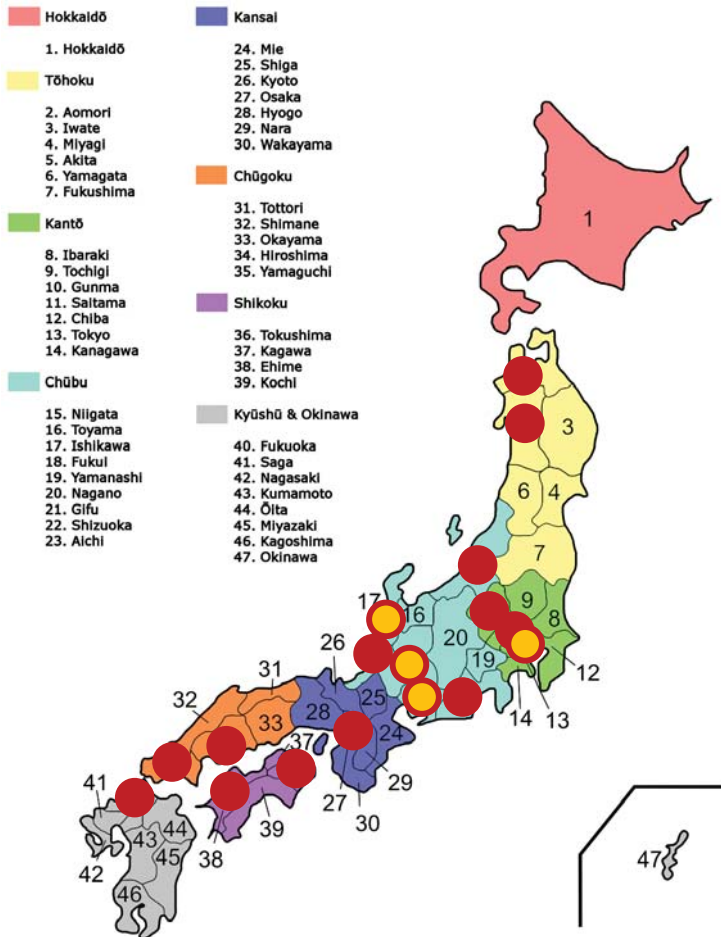 Hokkaidō
1. Hokkaidō
Tōhoku
2. Aomori
3. Iwate
4. Miyagi
5. Akita
6. Yamagata
7. Fukushima
Kantō
8. Ibaraki
9. Tochigi
10. Gunma
11. Saitama
12. Chiba
13. Tokyo
14. Kanagawa
Chūbu
15. Niigata
16. Toyama
17. Ishikawa
18. Fukui
19. Yamanashi
20. Nagano
21. Gifu
22. Shizuoka
23. Aichi
Kansai
24. Mie
25. Shiga
26. Kyoto
27. Osaka
28. Hyogo
29. Nara
30. Wakayama
Chūgoku
31. Tottori
32. Shimane
33. Okayama
34. Hiroshima
35. Yamaguchi
Shikoku
36. Tokushima
37. Kagawa
38. Ehime
39. Kochi
Kyūshū & Okinawa
40. Fukuoka
41. Saga
42. Nagasaki
43. Kumamoto
44. Ōita
45. Miyazaki
46. Kagoshima
47. Okinawa
1
3
6
4
7
9
17
16
8
20
26
19
12
31
25
14
13
32
33
28
24
37
29
41
43
44
27
39
30
45
42
38
46
47